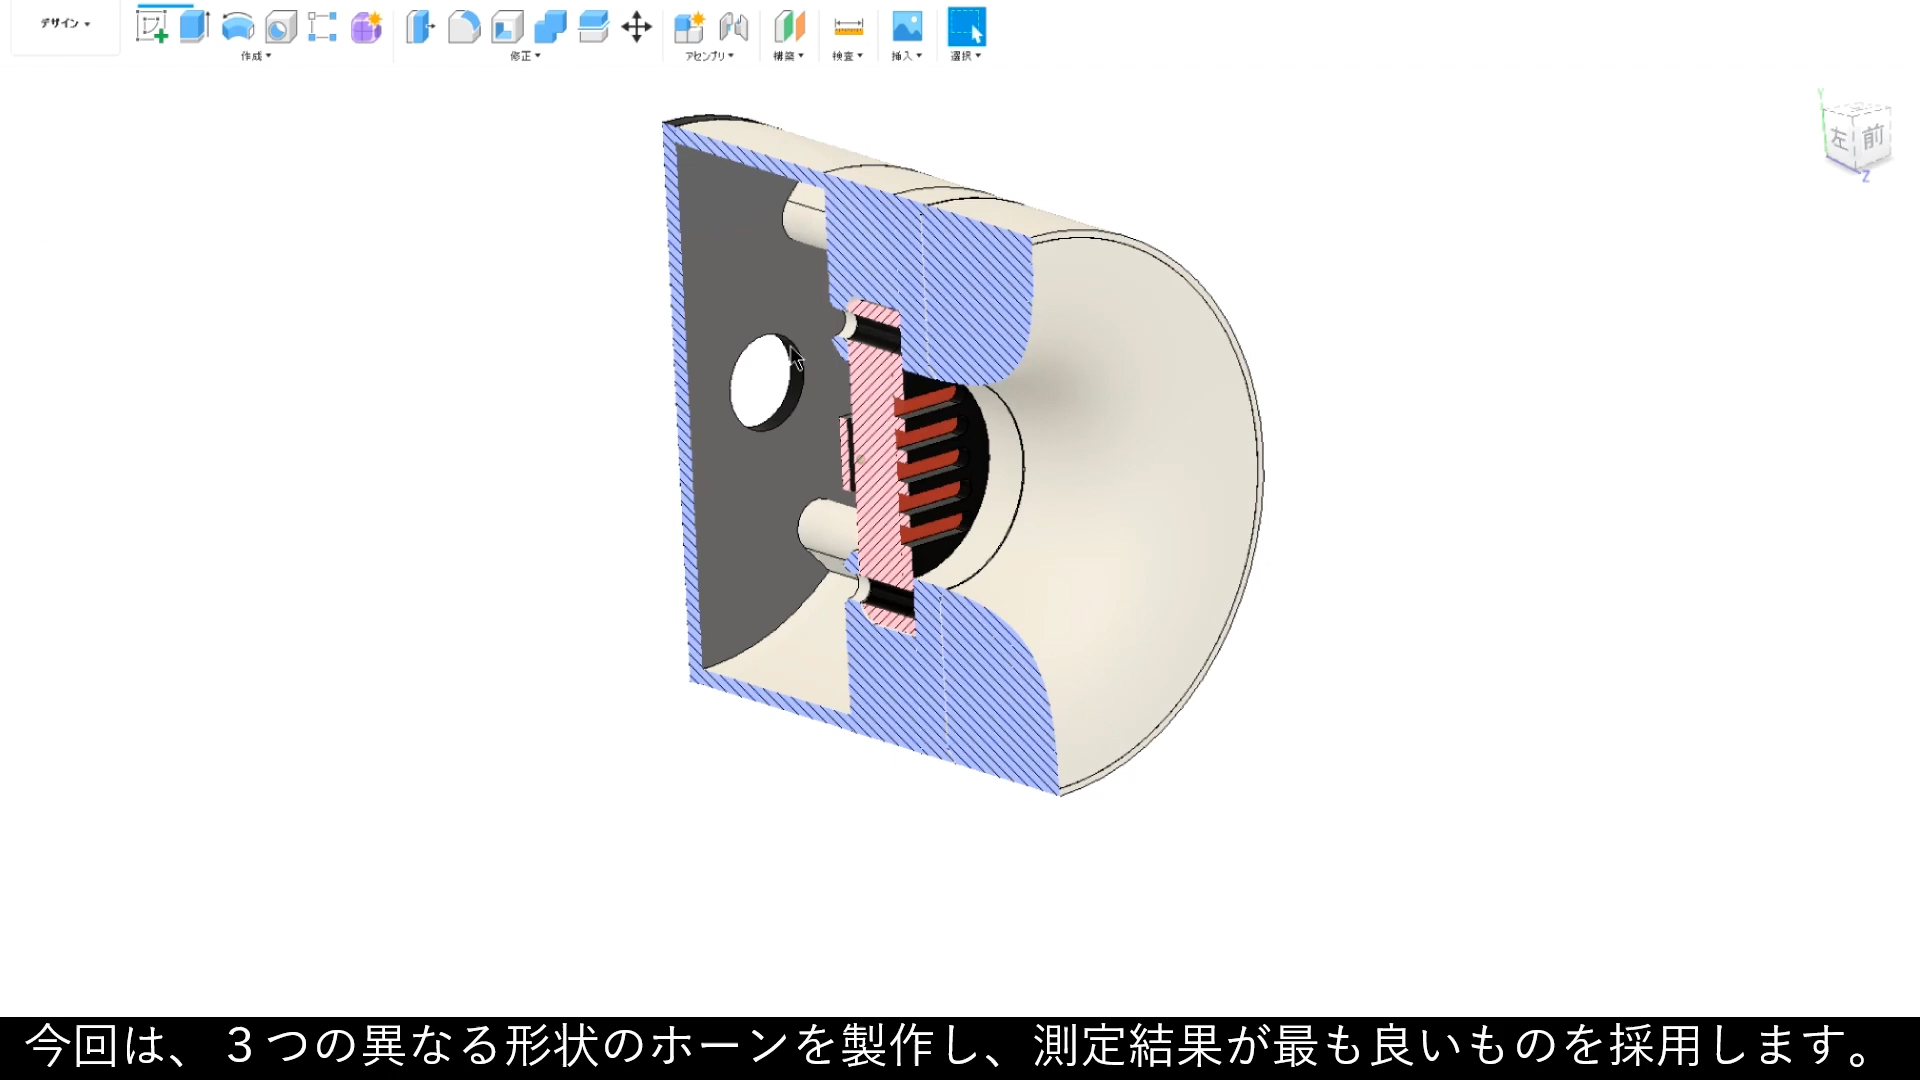 デザイン ▾
作成 ▾
修正 ▾
アセンブリ ▾
構築 ▾
検査 ▾
挿入 ▾
選択 ▾
Y
左
前
Z
今回は、３つの異なる形状のホーンを製作し、測定結果が最も良いものを採用します。